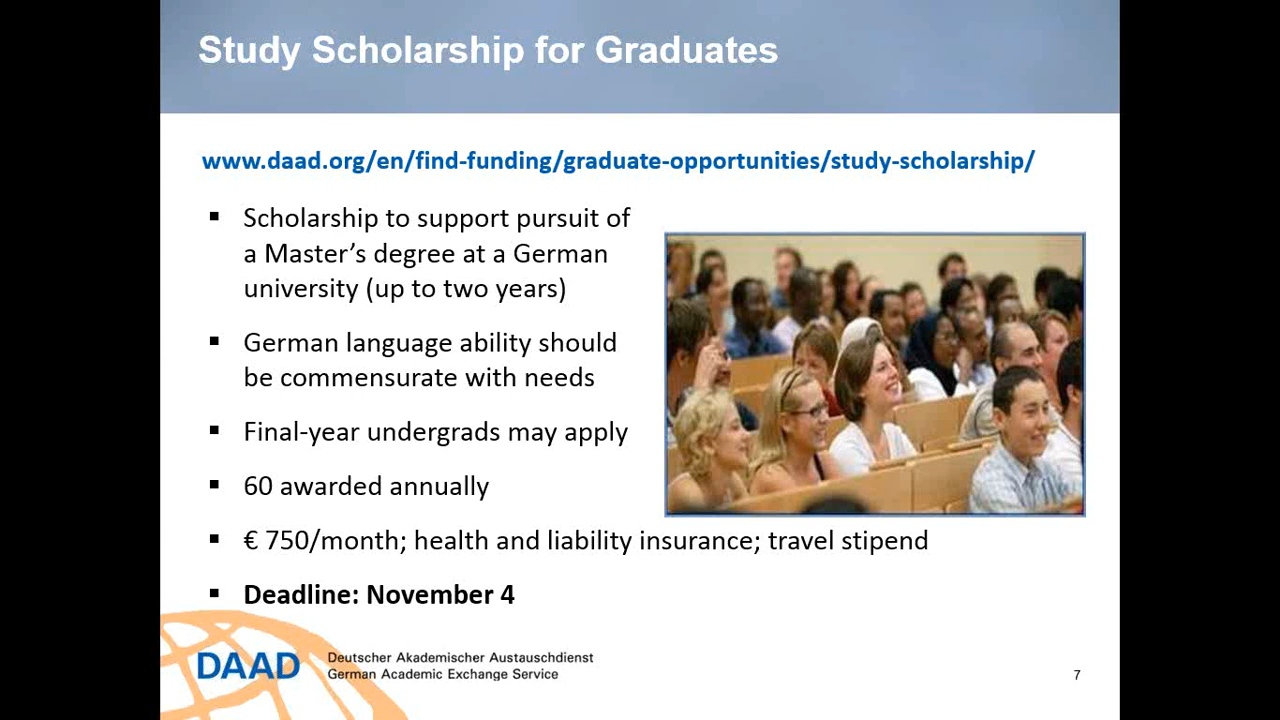 Study Scholarship for Graduates
www.daad.org/en/find-funding/graduate-opportunities/study-scholarship/
▪ Scholarship to support pursuit of
a Master’s degree at a German
university (up to two years)
▪ German language ability should
be commensurate with needs
▪ Final-year undergrads may apply
▪ 60 awarded annually
▪ € 750/month; health and liability insurance; travel stipend
▪ Deadline: November 4
DAAD
Deutscher Akademischer Austauschdienst
German Academic Exchange Service
7